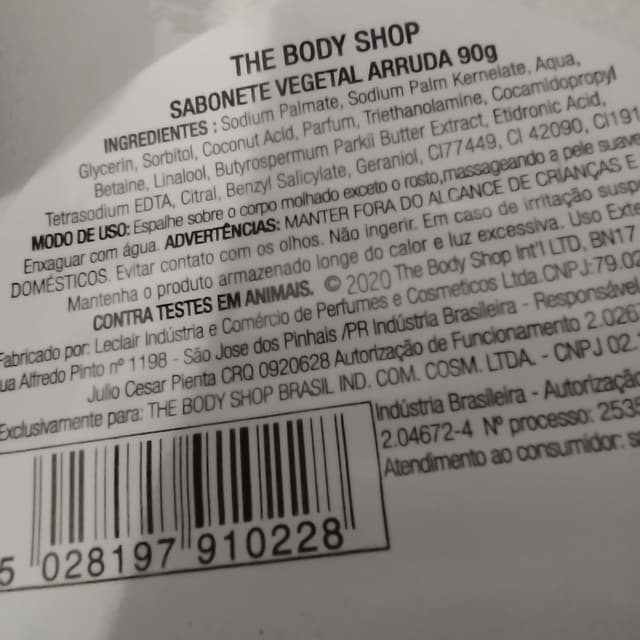 THE BODY SHOP
SABONETE VEGETAL ARRUDA 90g
INGREDIENTES : Sodium Palmate, Sodium Palm Kernelate, Aqua,
Glycerin, Sorbitol, Coconut Acid, Parfum, Triethanolamine, Cocamidopropyl
Betaine, Linalool, Butyrospermum Parkii Butter Extract, Etidronic Acid,
Tetrasodium EDTA, Citral, Benzyl Salicylate, Geraniol, CI77449, CI 42090, CI191
MODO DE USO: Espalhe sobre o corpo molhado exceto o rosto,massageando a pele suave
Enxaguar com água. ADVERTÊNCIAS: MANTER FORA DO ALCANCE DE CRIANÇAS E
DOMÉSTICOS. Evitar contato com os olhos. Não ingerir. Em caso de irritação susp
Mantenha o produto armazenado longe do calor e luz excessiva. Uso Exte
CONTRA TESTES EM ANIMAIS. © 2020 The Body Shop Int'l LTD, BN17
Fabricado por: Leclair Indústria e Comércio de Perfumes e Cosmeticos Ltda.CNPJ:79.02
ua Alfredo Pinto nº 1198 - São Jose dos Pinhais /PR Indústria Brasileira - Responsável
Julio Cesar Pienta CRQ 0920628 Autorização de Funcionamento 2.026
Exclusivamente para: THE BODY SHOP BRASIL IND. COM. COSM. LTDA. - CNPJ 02.1
Indústria Brasileira - Autorização
2.04672-4 Nº processo: 2535
Atendimento ao consumidor: sa
5 028197 910228